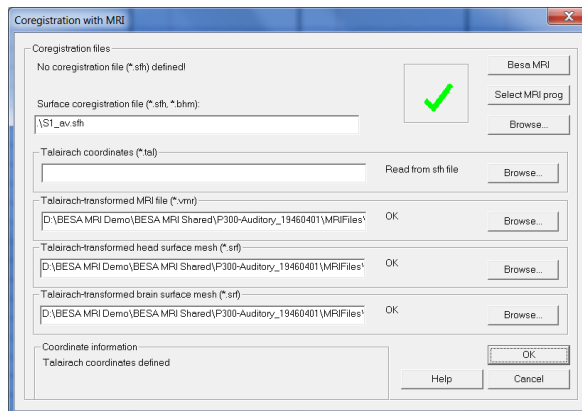 Coregistration with MRI
Coregistration files
No coregistration file (*.sfh) defined!
Besa MRI
Select MRI prog
Surface coregistration file (*.sfh, *.bhm):
.\S1_av.sfh
Browse...
Talairach coordinates (*.tal)
Read from sfh file
Browse...
Talairach-transformed MRI file (*.vmr)
D:\BESA MRI Demo\BESA MRI Shared\P300-Auditory_19460401\MRIFiles\
OK
Browse...
Talairach-transformed head surface mesh (*.srf)
D:\BESA MRI Demo\BESA MRI Shared\P300-Auditory_19460401\MRIFiles\
OK
Browse...
Talairach-transformed brain surface mesh (*.srf)
D:\BESA MRI Demo\BESA MRI Shared\P300-Auditory_19460401\MRIFiles\
OK
Browse...
Coordinate information
Talairach coordinates defined
OK
Help
Cancel